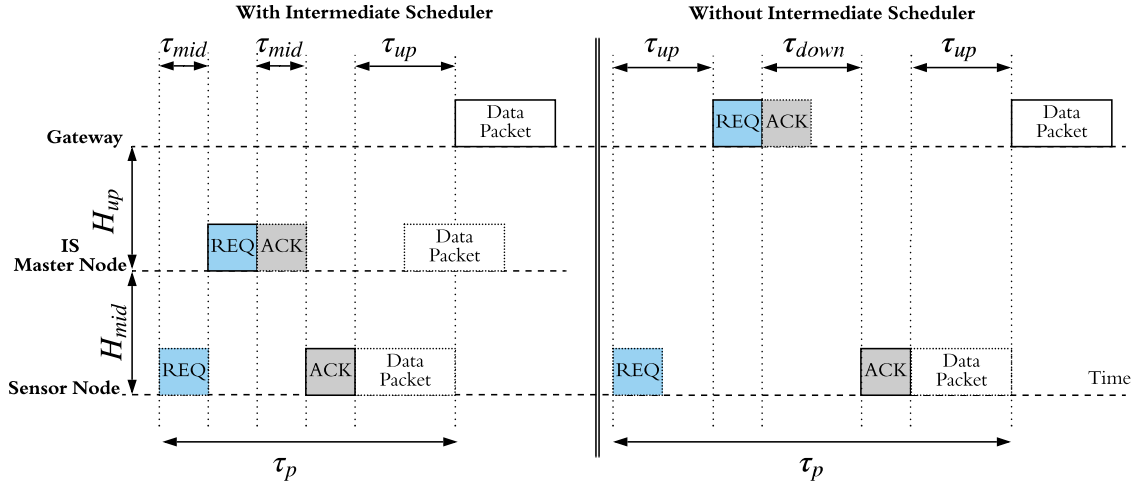 With Intermediate Scheduler
Without Intermediate Scheduler
τmid
τmid
τup
τup
τdown
τup
Data
Packet
REQ
ACK
Data
Packet
Gateway
Hup
REQ
ACK
Data
Packet
IS
Master Node
Hmid
REQ
ACK
Data
Packet
REQ
ACK
Data
Packet
Time
Sensor Node
τp
τp